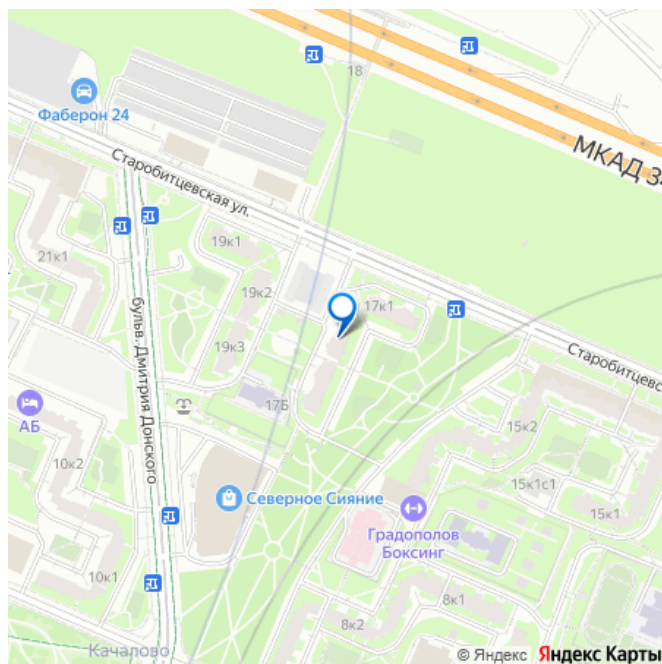 18
Фаберон 24
МКАД 3
Старобитцевская ул.
19к1
21к1
19к2
17к1
19к3
бульв. Дмитрия Донского
Старобитцевс
17Б
АБ
15к2
10к2
15к1с1
Северное Сияние
15к1
Градополов
Боксинг
10к1
8к1
8к2
Качалово
© Яндекс Яндекс Карты